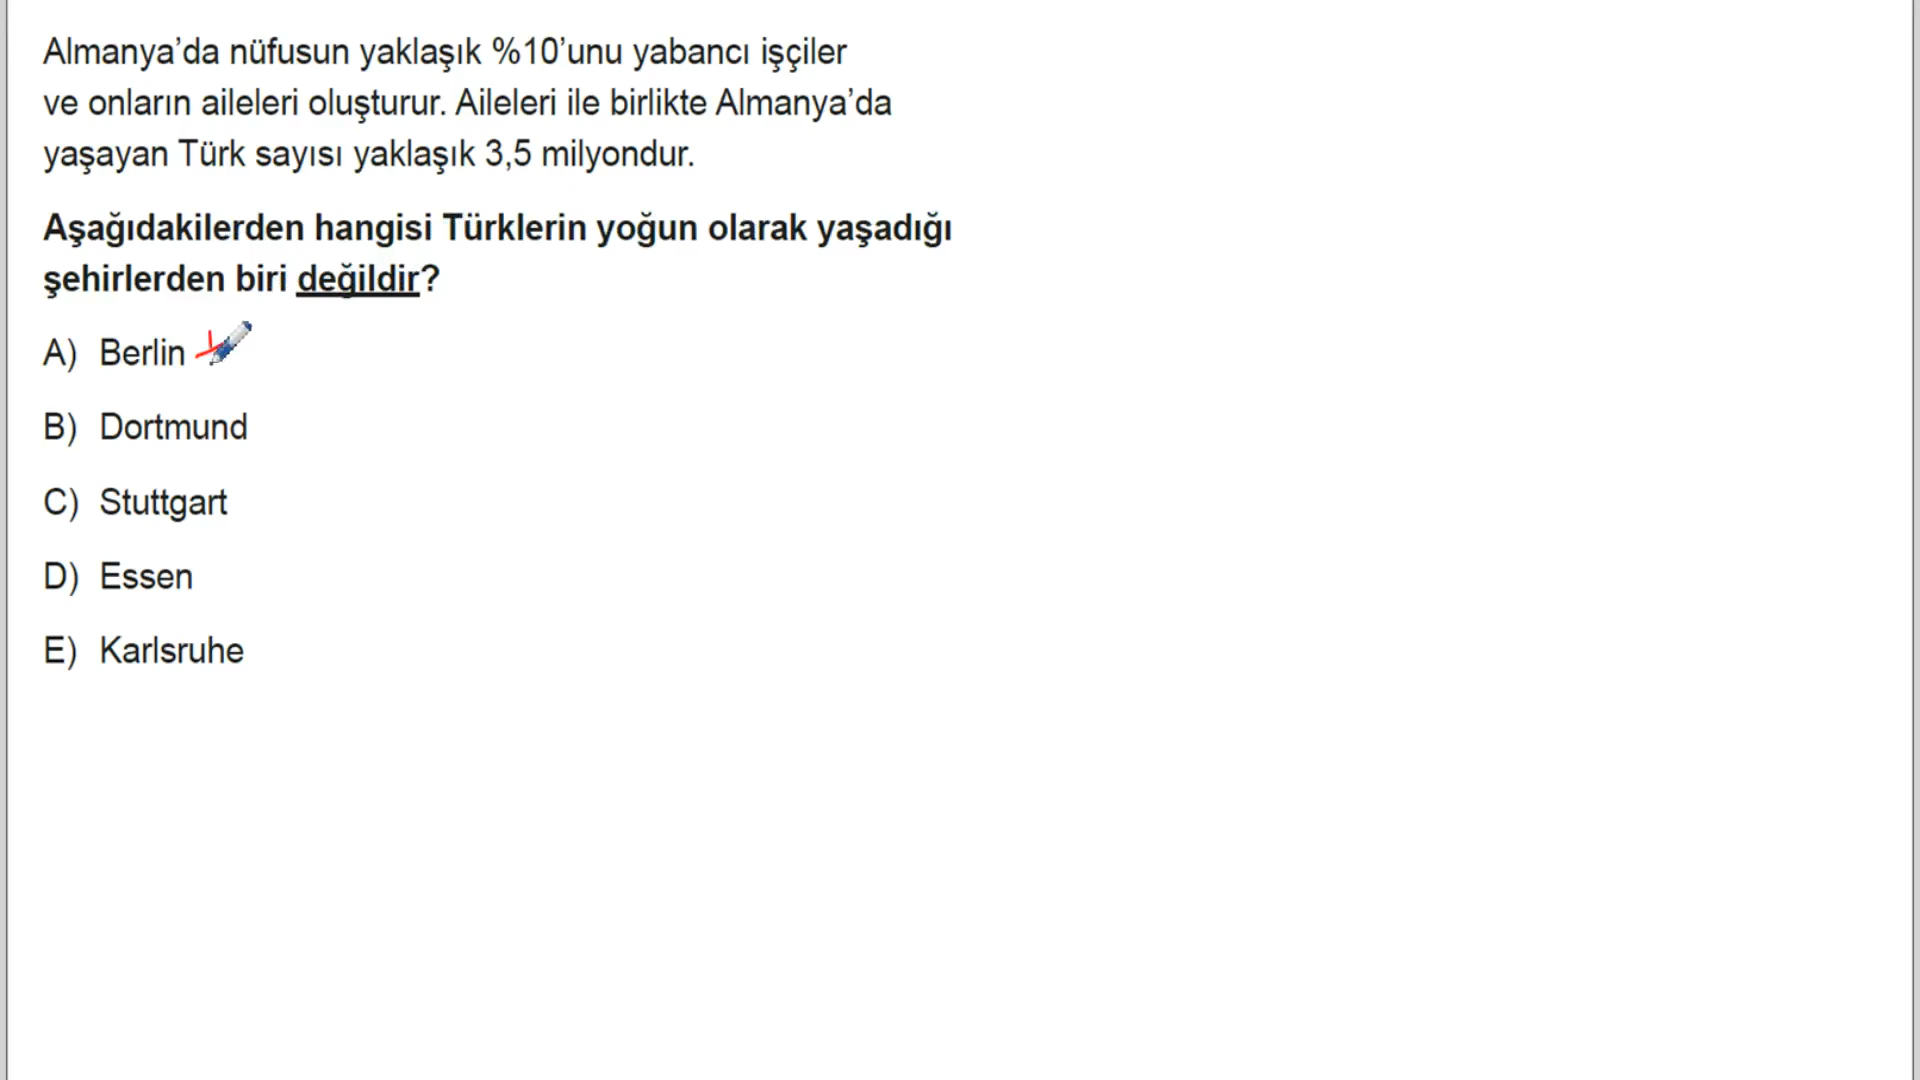 Almanya’da nüfusun yaklaşık %10’unu yabancı işçiler
ve onların aileleri oluşturur. Aileleri ile birlikte Almanya’da
yaşayan Türk sayısı yaklaşık 3,5 milyondur.
Aşağıdakilerden hangisi Türklerin yoğun olarak yaşadığı
şehirlerden biri değildir?
A) Berlin
B) Dortmund
C) Stuttgart
D) Essen
E) Karlsruhe